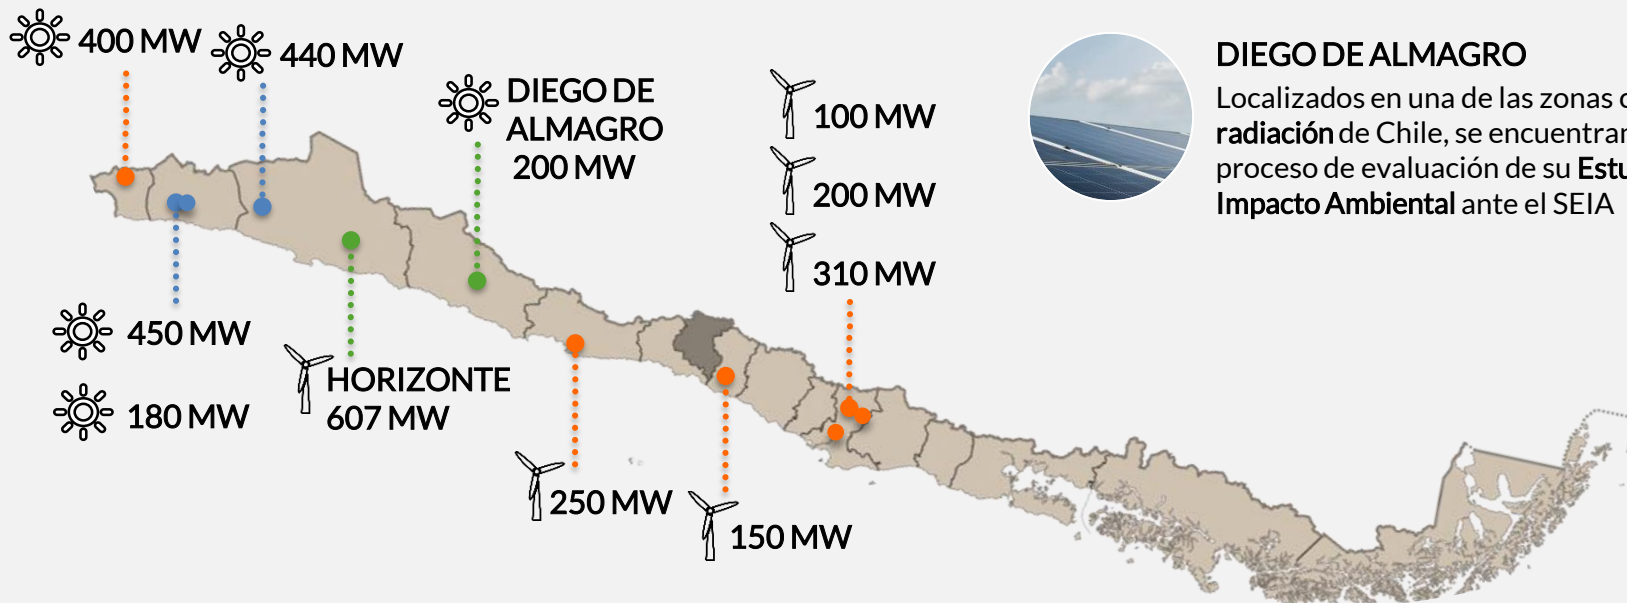 400 MW
440 MW
DIEGO DE
ALMAGRO
200 MW
100 MW
200 MW
310 MW
450 MW
180 MW
HORIZONTE
607 MW
250 MW
150 MW
DIEGO DE ALMAGRO
Localizados en una de las zonas
radiación de Chile, se encuentran
proceso de evaluación de su
Impacto Ambiental ante el SEIA